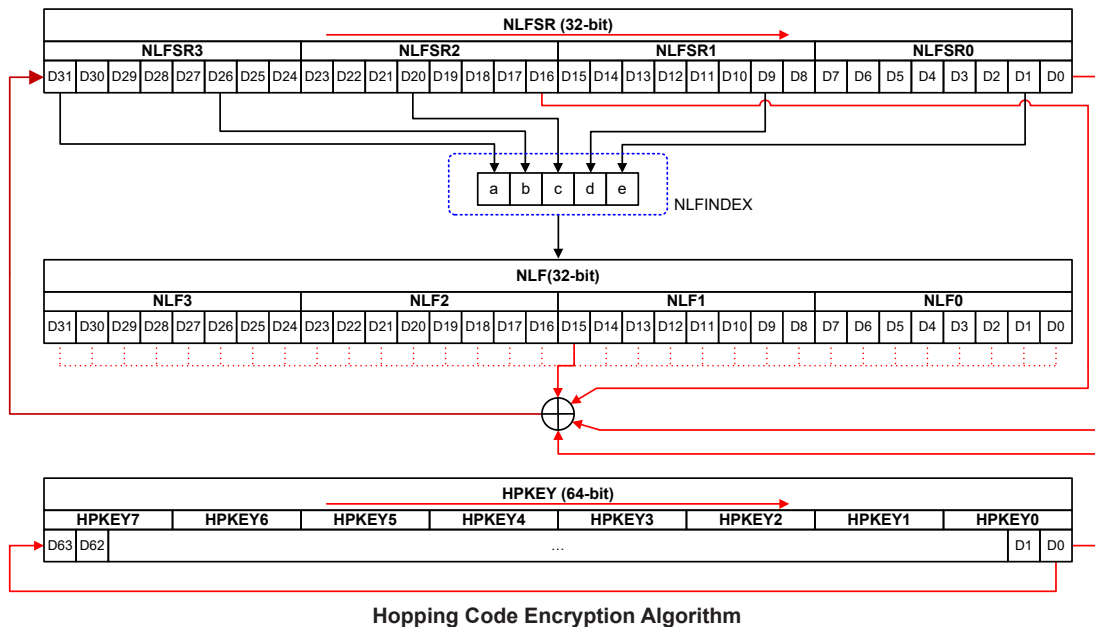 NLFSR (32-bit)
NLFSR3 NLFSR2 NLFSR1 NLFSR0
D31 D30 D29 D28 D27 D26 D25 D24 D23 D22 D21 D20 D19 D18 D17 D16 D15 D14 D13 D12 D11 D10 D9 D8 D7 D6 D5 D4 D3 D2 D1 D0
a b c d e
NLFINDEX
NLF(32-bit)
NLF3 NLF2 NLF1 NLF0
D31 D30 D29 D28 D27 D26 D25 D24 D23 D22 D21 D20 D19 D18 D17 D16 D15 D14 D13 D12 D11 D10 D9 D8 D7 D6 D5 D4 D3 D2 D1 D0
HPKEY (64-bit)
HPKEY7 HPKEY6 HPKEY5 HPKEY4 HPKEY3 HPKEY2 HPKEY1 HPKEY0
D63 D62 ... D1 D0
Hopping Code Encryption Algorithm